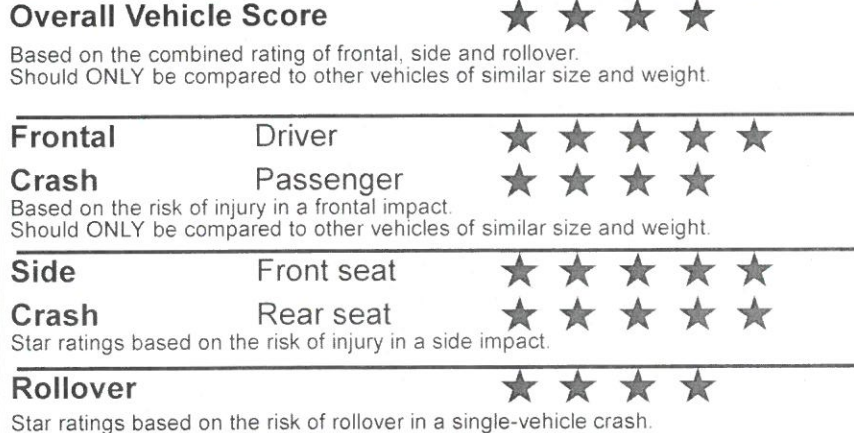 Overall Vehicle Score ★ ★ ★ ★
Based on the combined rating of frontal, side and rollover.
Should ONLY be compared to other vehicles of similar size and weight.
Frontal Driver ★ ★ ★ ★ ★
Crash Passenger ★ ★ ★ ★
Based on the risk of injury in a frontal impact.
Should ONLY be compared to other vehicles of similar size and weight.
Side Front seat ★ ★ ★ ★ ★
Crash Rear seat ★ ★ ★ ★ ★
Star ratings based on the risk of injury in a side impact.
Rollover ★ ★ ★ ★
Star ratings based on the risk of rollover in a single-vehicle crash.